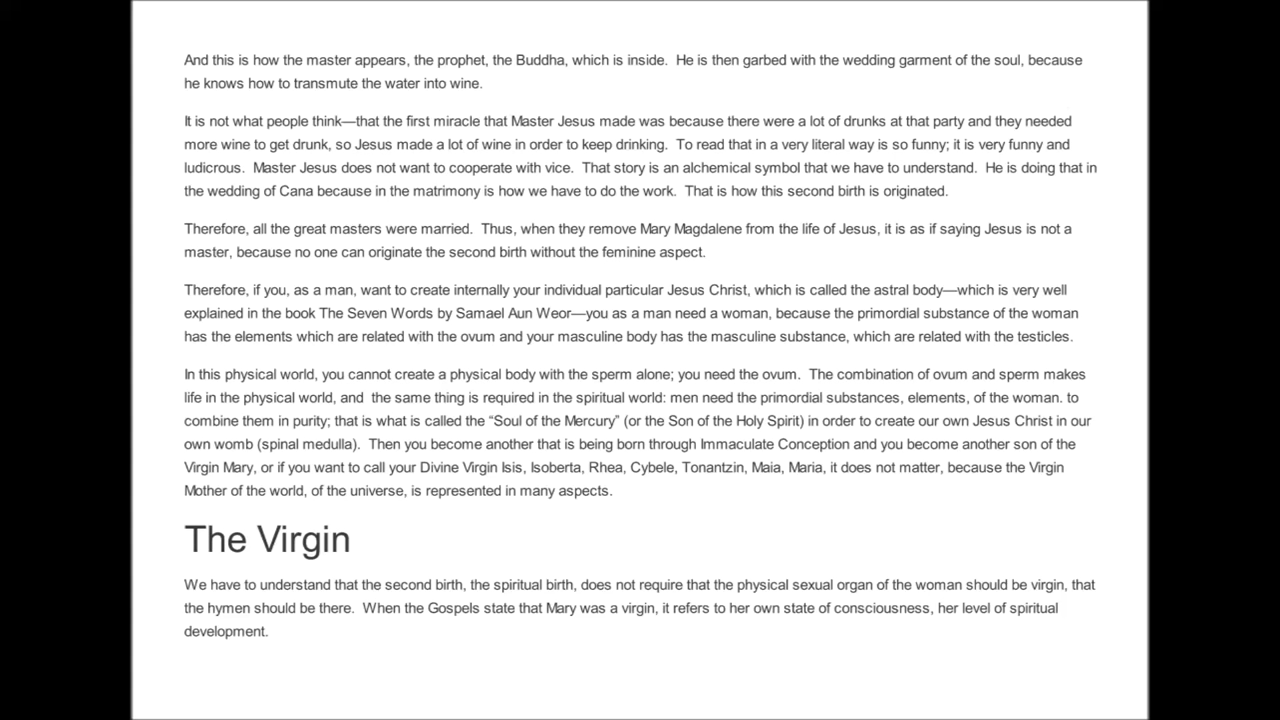 And this is how the master appears, the prophet, the Buddha, which is inside.  He is then garbed with the wedding garment of the soul, because
he knows how to transmute the water into wine.
It is not what people think—that the first miracle that Master Jesus made was because there were a lot of drunks at that party and they needed
more wine to get drunk, so Jesus made a lot of wine in order to keep drinking.  To read that in a very literal way is so funny; it is very funny and
ludicrous.  Master Jesus does not want to cooperate with vice.  That story is an alchemical symbol that we have to understand.  He is doing that in
the wedding of Cana because in the matrimony is how we have to do the work.  That is how this second birth is originated.
Therefore, all the great masters were married.  Thus, when they remove Mary Magdalene from the life of Jesus, it is as if saying Jesus is not a
master, because no one can originate the second birth without the feminine aspect.
Therefore, if you, as a man, want to create internally your individual particular Jesus Christ, which is called the astral body—which is very well
explained in the book The Seven Words by Samael Aun Weor—you as a man need a woman, because the primordial substance of the woman
has the elements which are related with the ovum and your masculine body has the masculine substance, which are related with the testicles.
In this physical world, you cannot create a physical body with the sperm alone; you need the ovum.  The combination of ovum and sperm makes
life in the physical world, and  the same thing is required in the spiritual world: men need the primordial substances, elements, of the woman. to
combine them in purity; that is what is called the “Soul of the Mercury” (or the Son of the Holy Spirit) in order to create our own Jesus Christ in our
own womb (spinal medulla).  Then you become another that is being born through Immaculate Conception and you become another son of the
Virgin Mary, or if you want to call your Divine Virgin Isis, Isoberta, Rhea, Cybele, Tonantzin, Maia, Maria, it does not matter, because the Virgin
Mother of the world, of the universe, is represented in many aspects.
The Virgin
We have to understand that the second birth, the spiritual birth, does not require that the physical sexual organ of the woman should be virgin, that
the hymen should be there.  When the Gospels state that Mary was a virgin, it refers to her own state of consciousness, her level of spiritual
development.